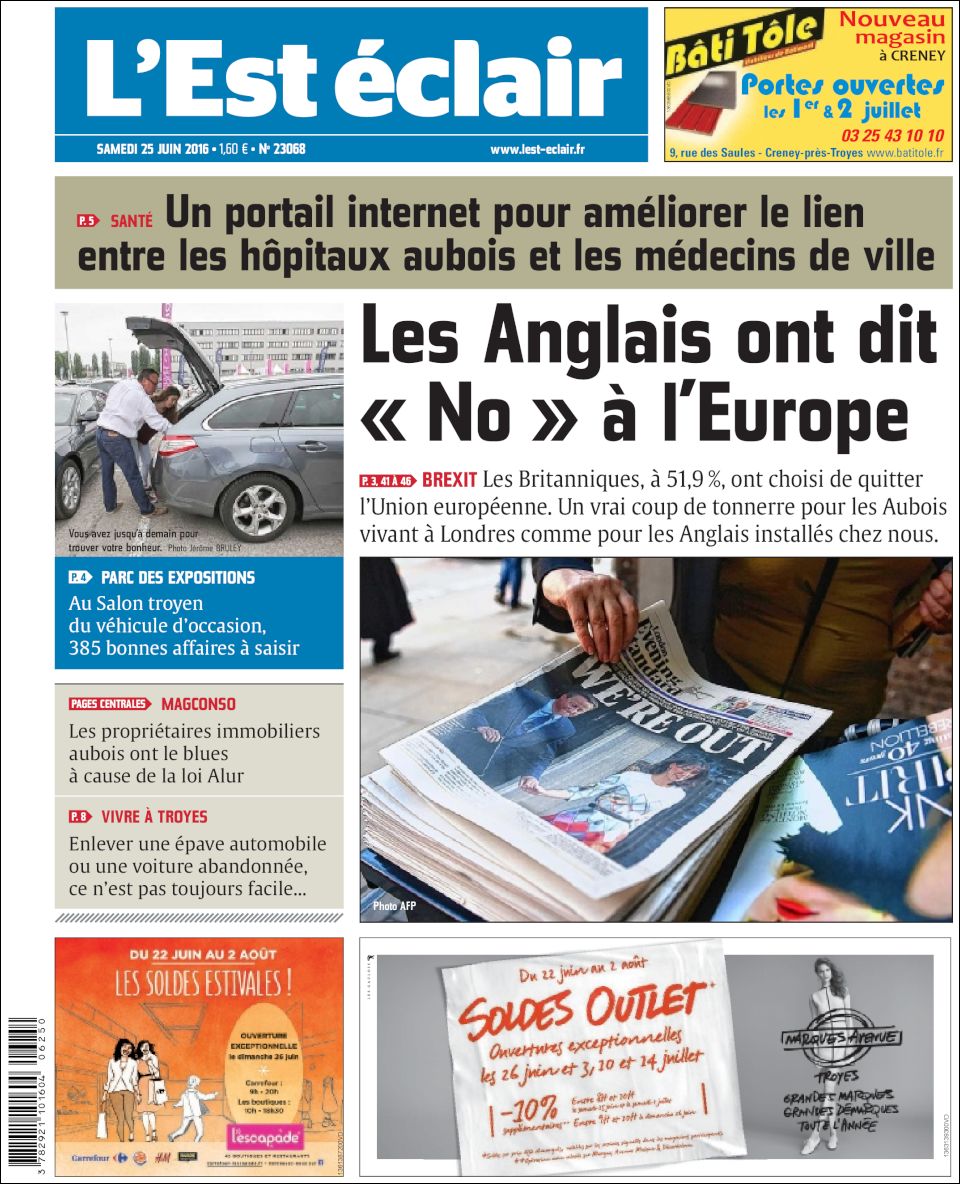 L'Est éclair
SAMEDI 25 JUIN 2016 • 1,60 € • N° 23068
www.lest-eclair.fr
Bâti Tôle
Nouveau
magasin
à CRENEY
Portes ouvertes
les 1er & 2 juillet
03 25 43 10 10
9, rue des Saules - Creney-près-Troyes www.batitole.fr
P. 5 SANTÉ Un portail internet pour améliorer le lien
entre les hôpitaux aubois et les médecins de ville
Vous avez jusqu'à demain pour
trouver votre bonheur. Photo Jérôme BRULEY
P. 4 PARC DES EXPOSITIONS
Au Salon troyen
du véhicule d'occasion,
385 bonnes affaires à saisir
PAGES CENTRALES MAGCONSO
Les propriétaires immobiliers
aubois ont le blues
à cause de la loi Alur
P. 8 VIVRE À TROYES
Enlever une épave automobile
ou une voiture abandonnée,
ce n'est pas toujours facile...
Les Anglais ont dit
« No » à l'Europe
P. 3, 41 À 46 BREXIT Les Britanniques, à 51,9 %, ont choisi de quitter
l'Union européenne. Un vrai coup de tonnerre pour les Aubois
vivant à Londres comme pour les Anglais installés chez nous.
London
Evening
Standard
WE'RE OUT
REBELLION
40
Photo AFP
DU 22 JUIN AU 2 AOÛT
LES SOLDES ESTIVALES !
OUVERTURE
EXCEPTIONNELLE
le dimanche 26 juin
Carrefour :
9h - 20h
Les boutiques :
10h - 18h30
l'escapade
Carrefour
H&M
Du 22 juin au 2 août
SOLDES OUTLET*
Ouvertures exceptionnelles
les 26 juin et 3, 10 et 14 juillet
-10%
supplémentaires**
MARQUES AVENUE
TROYES
GRANDES MARQUES
GRANDES DÉMARQUES
TOUTE L'ANNÉE
3 782921 101604 06250